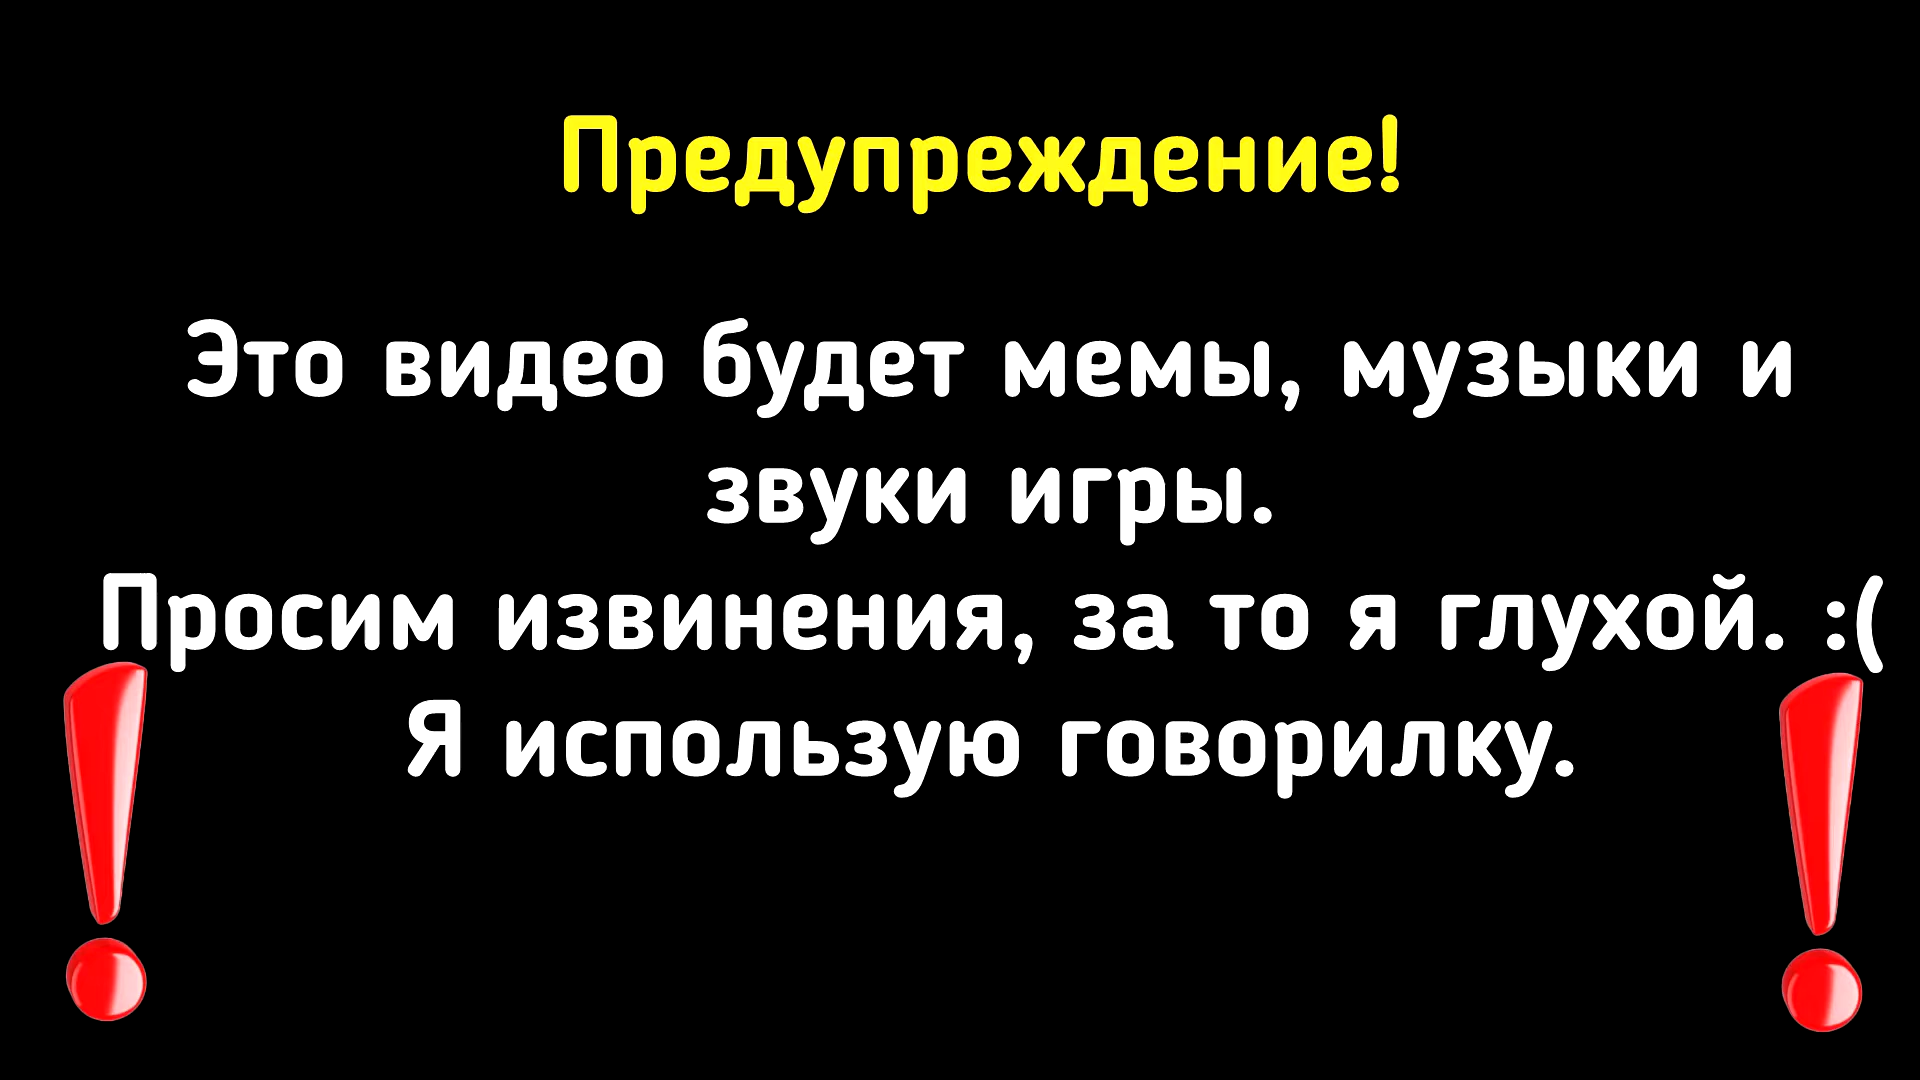 Предупреждение!
Это видео будет мемы, музыки и
звуки игры.
Просим извинения, за то я глухой. :(
Я использую говорилку.